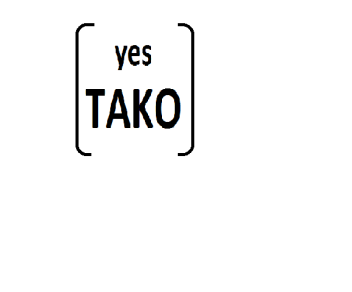 yes
TAKO